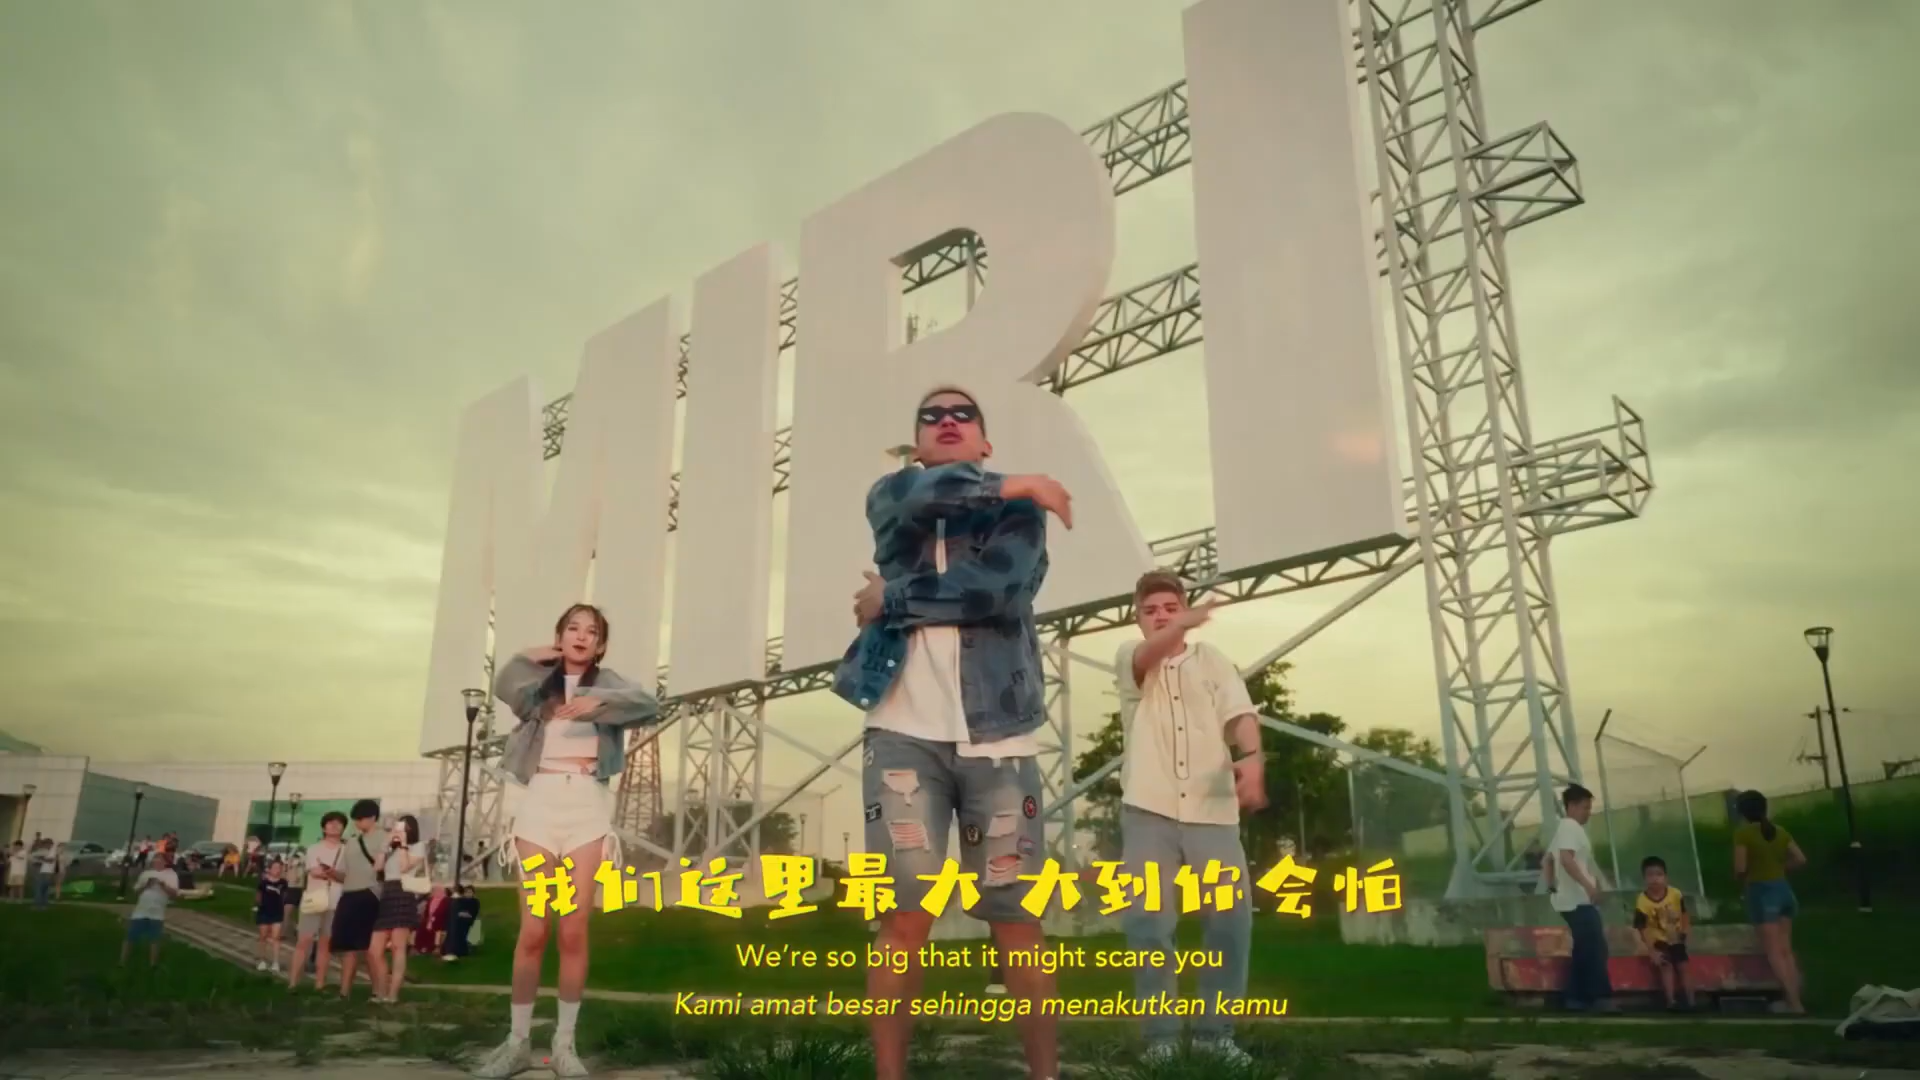 MIRI
我们这里最大 大到你会怕
We're so big that it might scare you
Kami amat besar sehingga menakutkan kamu